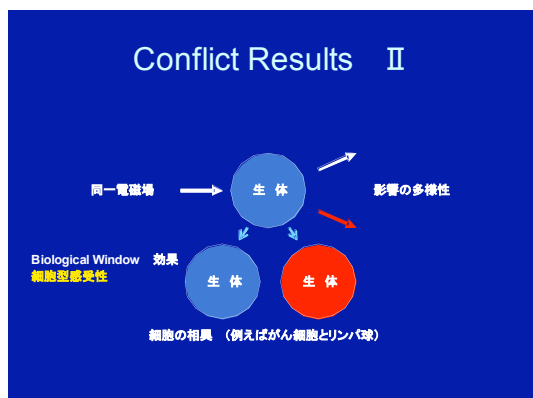 Conflict Results Ⅱ
同一電磁場
生 体
影響の多様性
Biological Window 効果
細胞型感受性
生 体
生 体
細胞の相異 （例えばがん細胞とリンパ球）